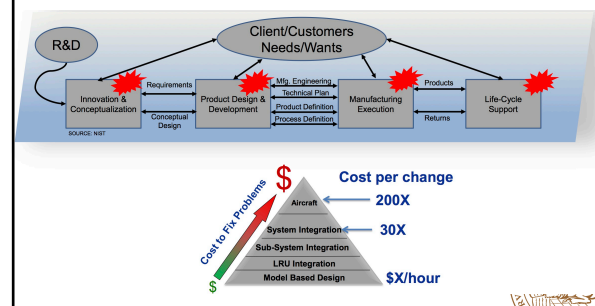 Client/Customers
Needs/Wants
R&D
Innovation &
Conceptualization
Requirements
Conceptual
Design
Product Design &
Development
Mfg. Engineering
Technical Plan
Product Definition
Process Definition
Manufacturing
Execution
Products
Returns
Life-Cycle
Support
SOURCE: NIST
Cost to Fix Problems
$
$
Cost per change
Aircraft
200X
System Integration
30X
Sub-System Integration
LRU Integration
Model Based Design
$X/hour